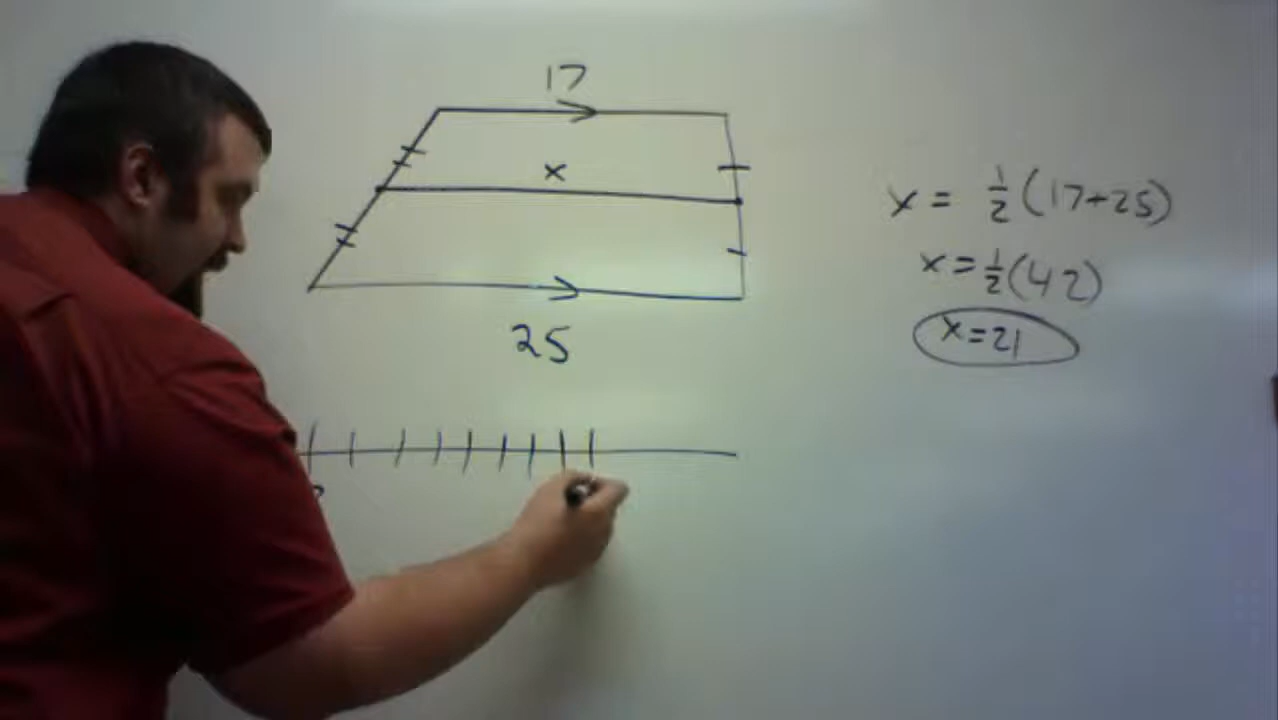 17
x
25
x = 1/2 (17+25)
x = 1/2 (42)
x=21